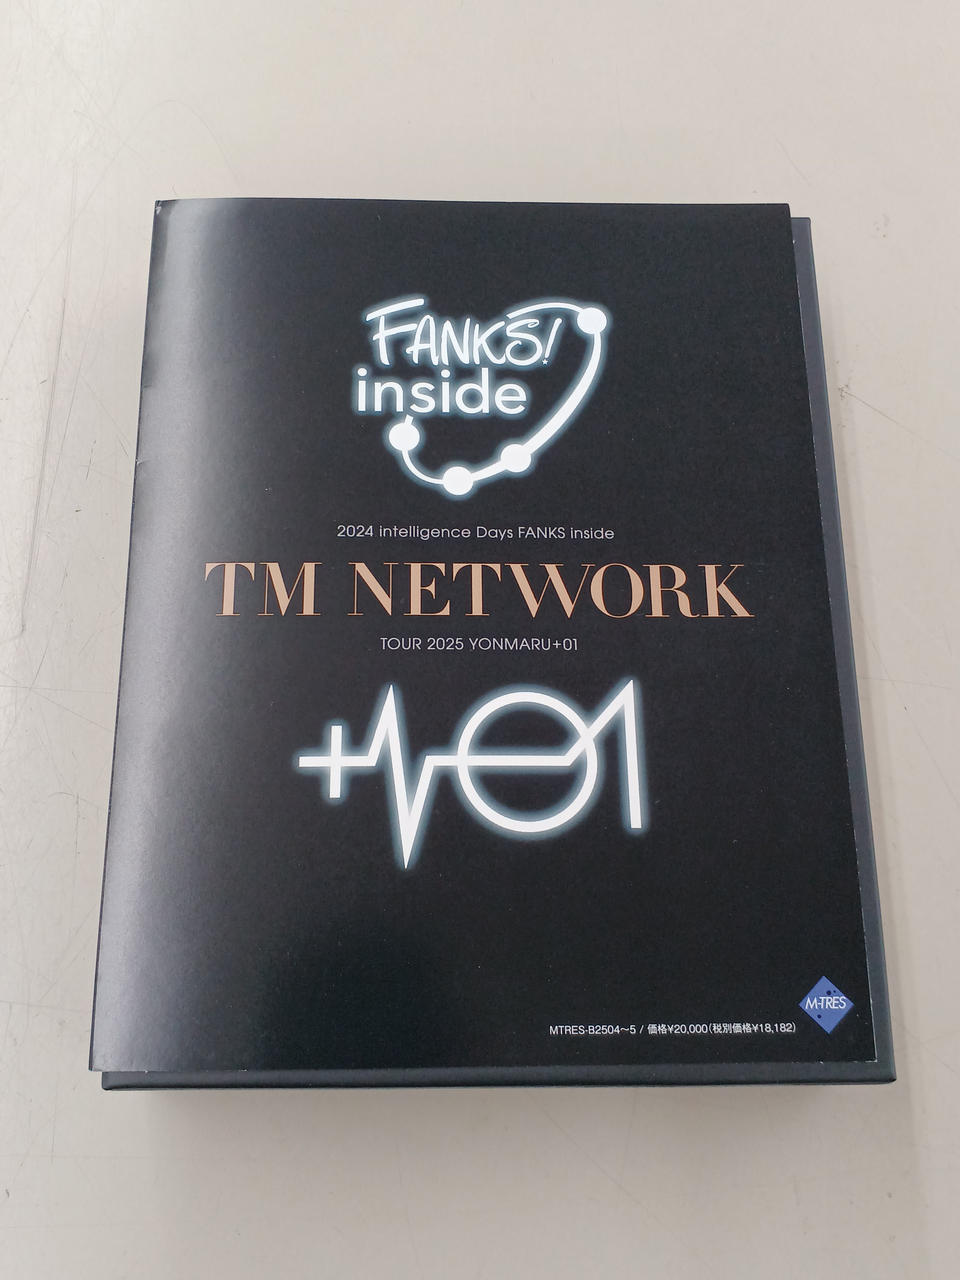 FANKS!
inside
2024 intelligence Days FANKS inside
TM NETWORK
TOUR 2025 YONMARU+01
+01
M-TRES
MTRES-B2504〜5 / 価格¥20,000(税別価格¥18,182)